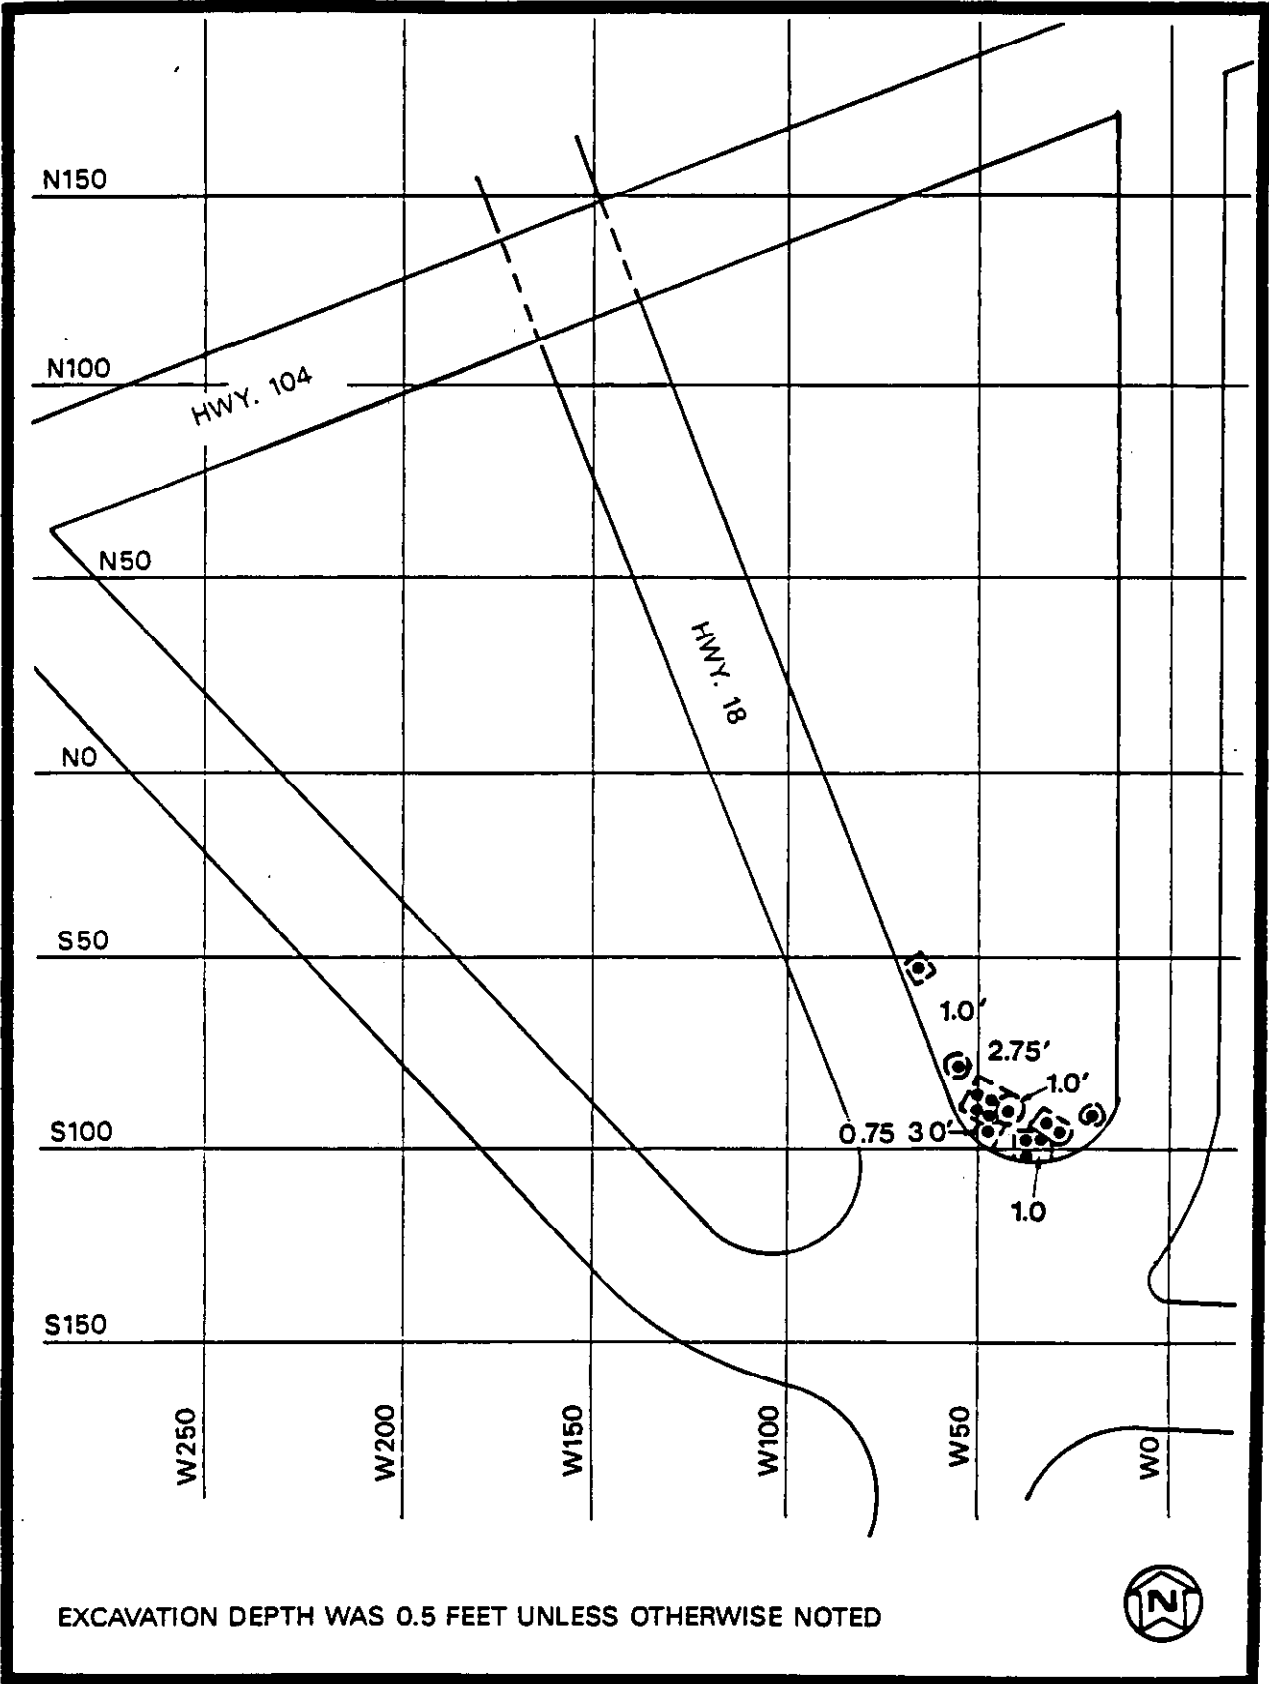 N150
N100
HWY. 104
N50
HWY. 18
N0
S50
1.0'
2.75'
1.0'
S100
0.75 3 0'
1.0
S150
W250
W200
W150
W100
W50
W0
EXCAVATION DEPTH WAS 0.5 FEET UNLESS OTHERWISE NOTED
N